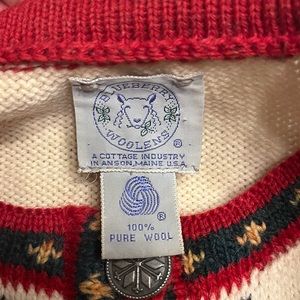 BLUEBERRY
WOOLENS
®
A COTTAGE INDUSTRY
IN ANSON, MAINE U.S.A.
®
100%
PURE WOOL